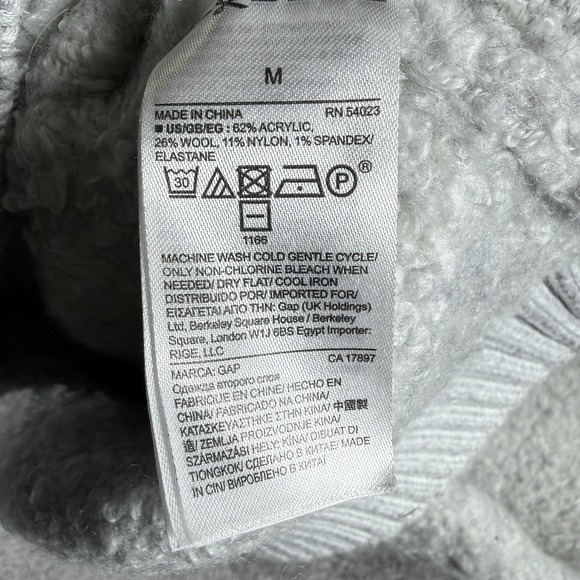 M
MADE IN CHINA RN 54023
■ US/GB/EG : 62% ACRYLIC,
26% WOOL, 11% NYLON, 1% SPANDEX/
ELASTANE
30 P ®
1166
MACHINE WASH COLD GENTLE CYCLE/
ONLY NON-CHLORINE BLEACH WHEN
NEEDED/ DRY FLAT/ COOL IRON
DISTRIBUIDO POR/ IMPORTED FOR/
ΕΙΣΑΓΕΤΑΙ ΑΠΟ ΤΗΝ: Gap (UK Holdings)
Ltd, Berkeley Square House / Berkeley
Square, London W1J 6BS Egypt Importer:
RIGE, LLC
MARCA: GAP CA 17897
Одежда второго слоя
FABRIQUÉ EN CHINE/ HECHO EN
CHINA/ FABRICADO NA CHINA/
ΚΑΤΑΣΚΕΥΑΣΤΗΚΕ ΣΤΗΝ ΚΙΝΑ/ 中國製
造/ ZEMLJA PROIZVODNJE KINA/
SZÁRMAZÁSI HELY: KÍNA/ DIBUAT DI
TIONGKOK/ СДЕЛАНО В КИТАЕ/ MADE
IN CIN/ ВИРОБЛЕНО В КИТАЇ